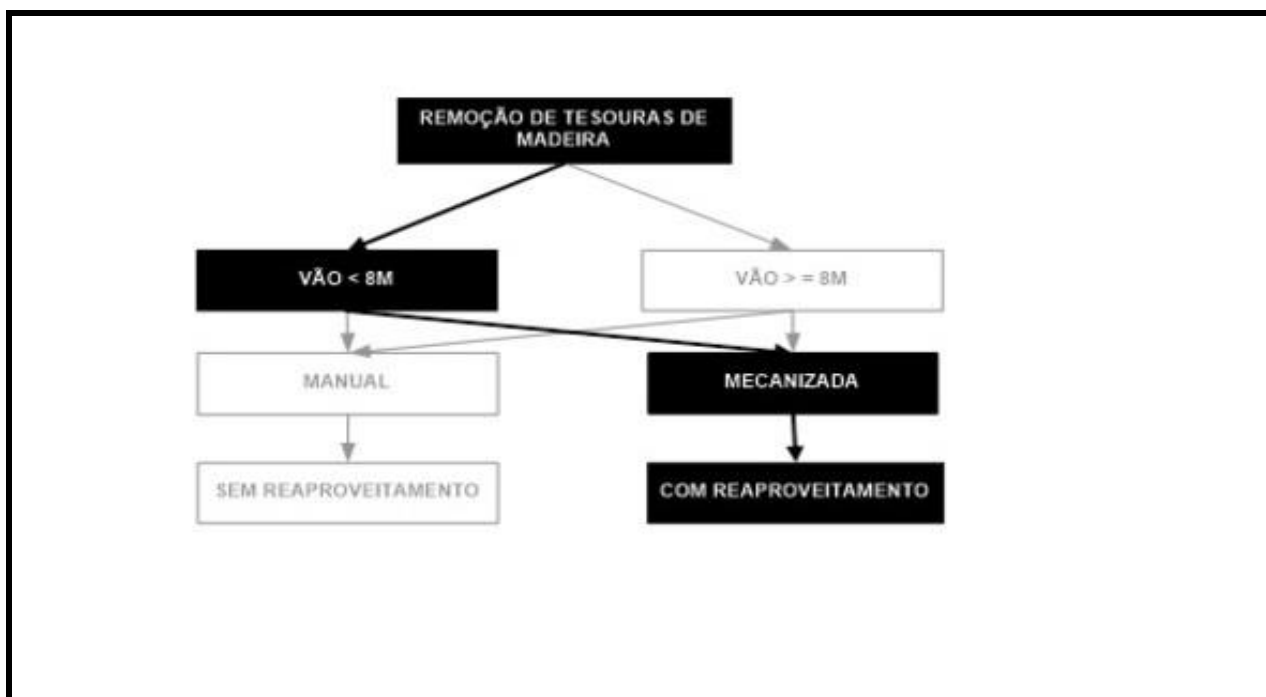 REMOÇÃO DE TESOURAS DE
MADEIRA
VÃO < 8M
VÃO > = 8M
MANUAL
MECANIZADA
SEM REAPROVEITAMENTO
COM REAPROVEITAMENTO